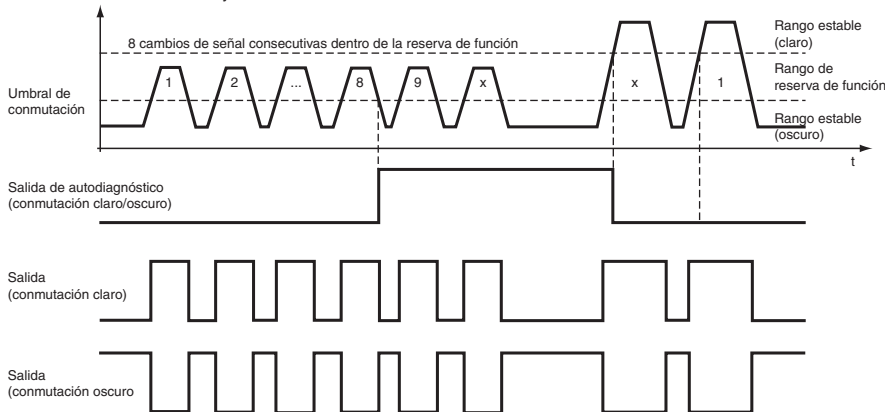 8 cambios de señal consecutivas dentro de la reserva de función
Rango estable
(claro)
Umbral de
conmutación
1
2
...
8
9
x
x
1
Rango de
reserva de función
Rango estable
(oscuro)
t
Salida de autodiagnóstico
(conmutación claro/oscuro)
Salida
(conmutación claro)
Salida
(conmutación oscuro